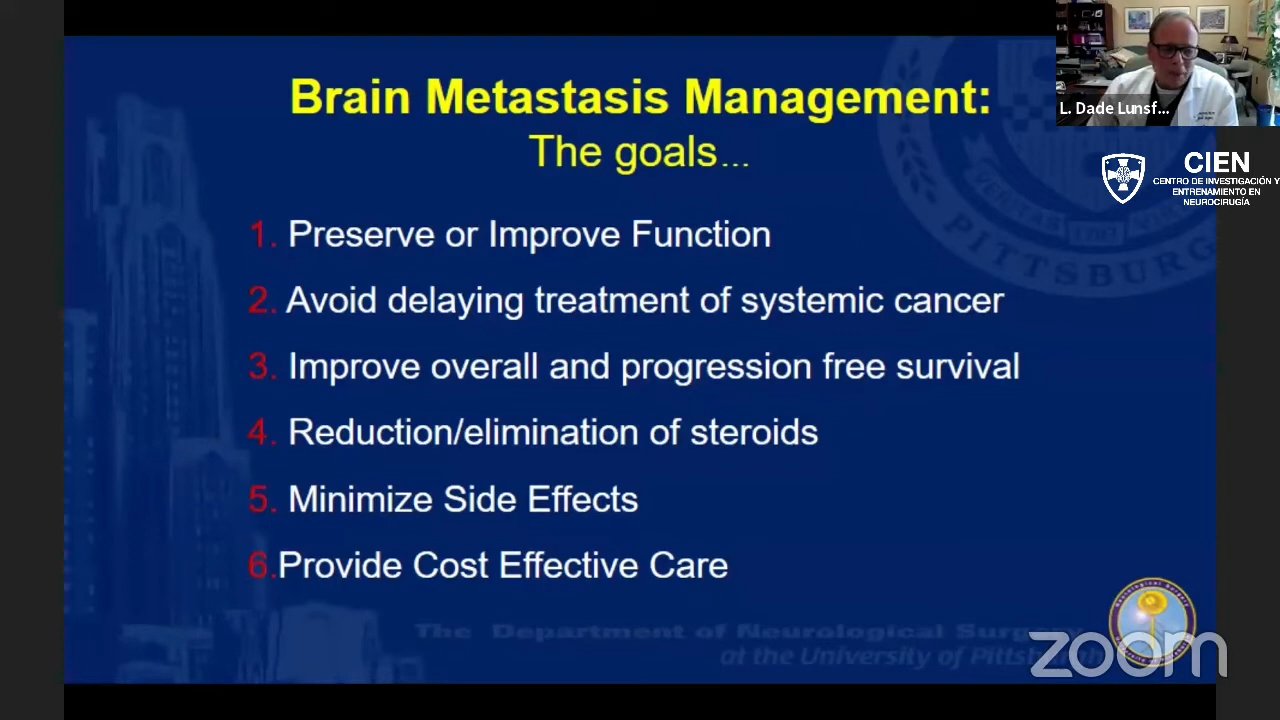 Brain Metastasis Management:
The goals...
1. Preserve or Improve Function
2. Avoid delaying treatment of systemic cancer
3. Improve overall and progression free survival
4. Reduction/elimination of steroids
5. Minimize Side Effects
6.Provide Cost Effective Care
L. Dade Lunsf...
CIEN
CENTRO DE INVESTIGACIÓN Y
ENTRENAMIENTO EN
NEUROCIRUGÍA
VERITAS
1787
PITTSBURG
The Department of Neurological Surgery
at the University of Pittsburgh
zoom